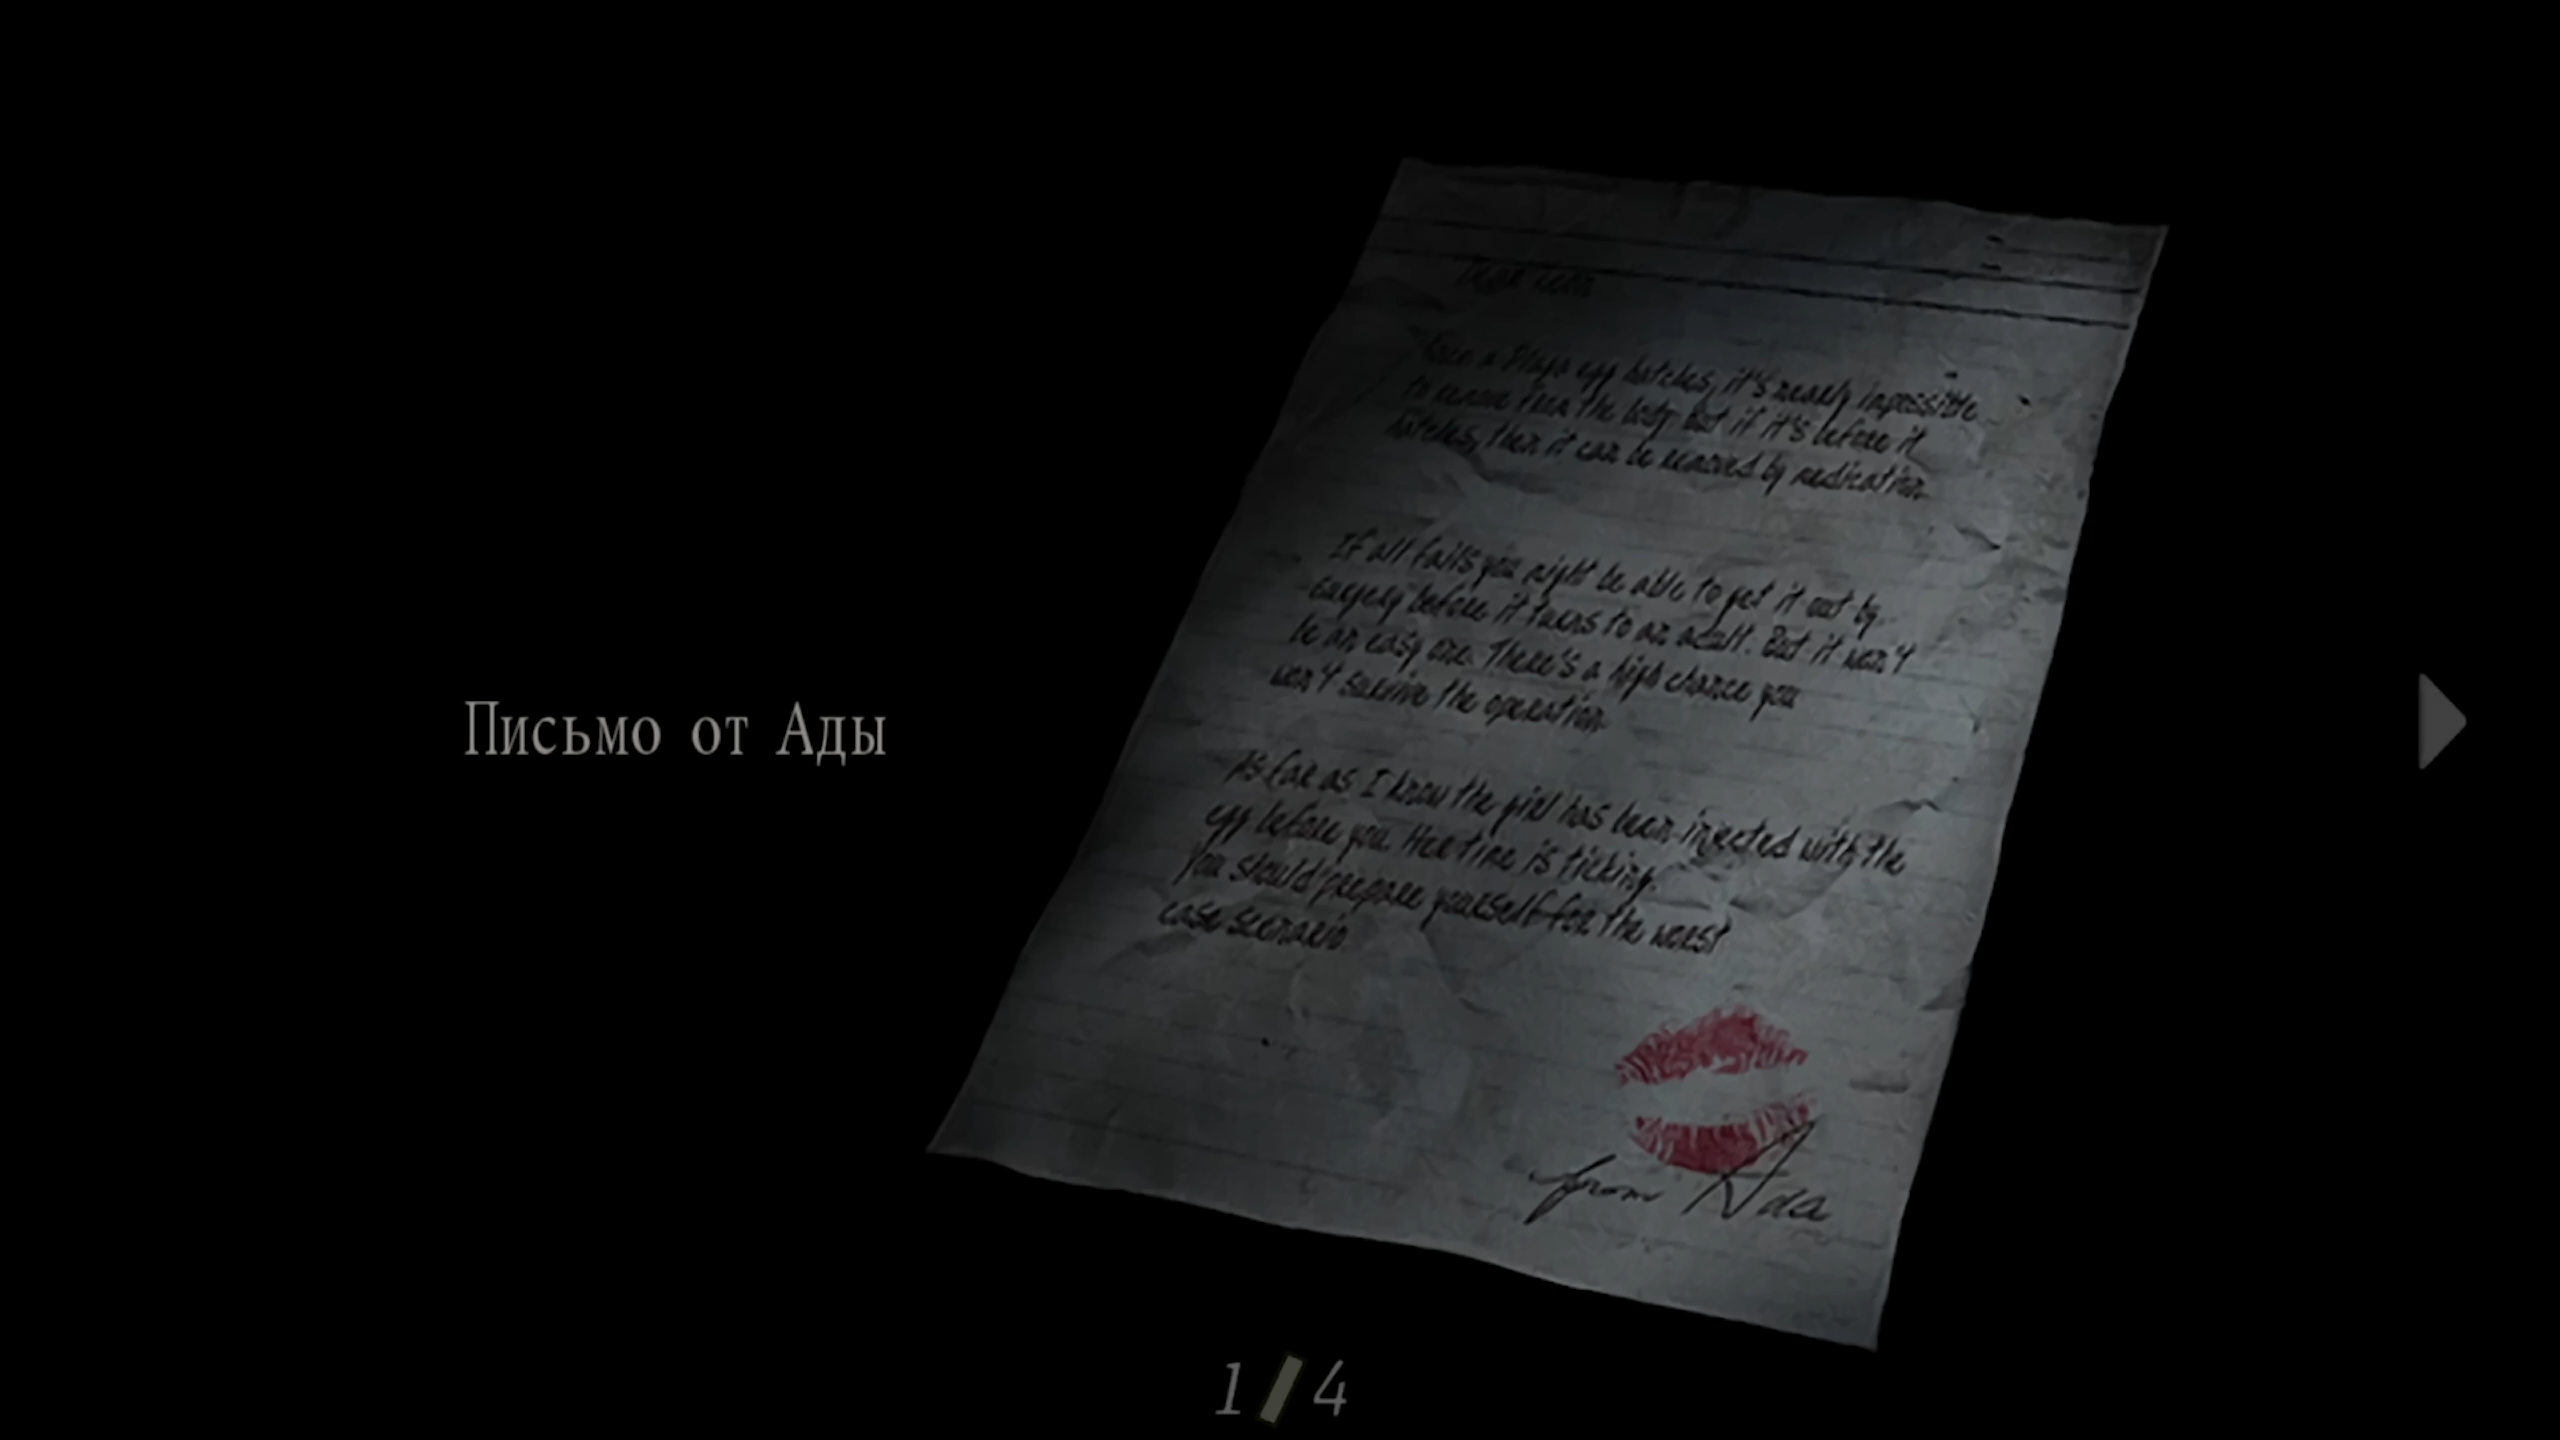 Письмо от Ады
Dear Leon
Once a Plaga egg hatches, it's nearly impossible
to remove from the body. But if it's before it
hatches, then it can be removed by medication.
If all fails you might be able to get it out by
surgery before it turns to an adult. But it won't
be an easy one. There's a high chance you
won't survive the operation.
As far as I know the girl has been injected with the
egg before you. Her time is ticking.
You should prepare yourself for the worst
case scenario.
from Ada
1/4